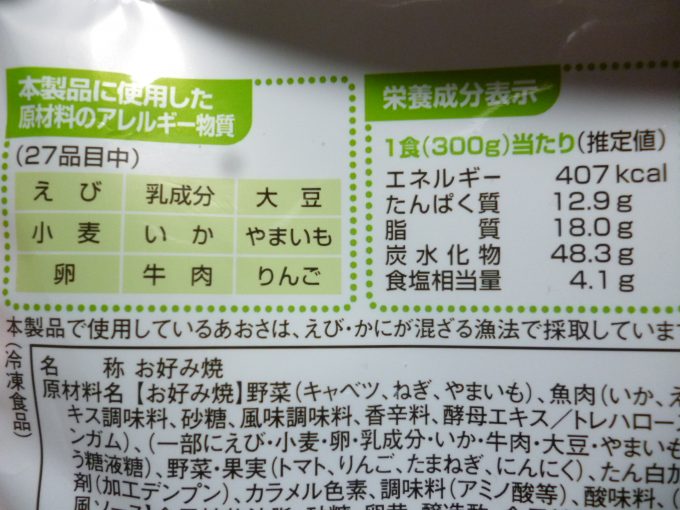 本製品に使用した
原材料のアレルギー物質
(27品目中)
えび 乳成分 大豆
小麦 いか やまいも
卵 牛肉 りんご
栄養成分表示
1食(300g)当たり(推定値)
エネルギー 407kcal
たんぱく質 12.9g
脂質 18.0g
炭水化物 48.3g
食塩相当量 4.1g
本製品で使用しているあおさは、えび・かにが混ざる漁法で採取していま
(冷凍食品)
名称 お好み焼
原材料名【お好み焼】野菜(キャベツ、ねぎ、やまいも)、魚肉(いか、え
キス調味料、砂糖、風味調味料、香辛料、酵母エキス/トレハロー
ンガム)、(一部にえび・小麦・卵・乳成分・いか・牛肉・大豆・やまいも
う糖液糖)、野菜・果実(トマト、りんご、たまねぎ、にんにく)、たん白加
剤(加工デンプン)、カラメル色素、調味料(アミノ酸等)、酸味料、(